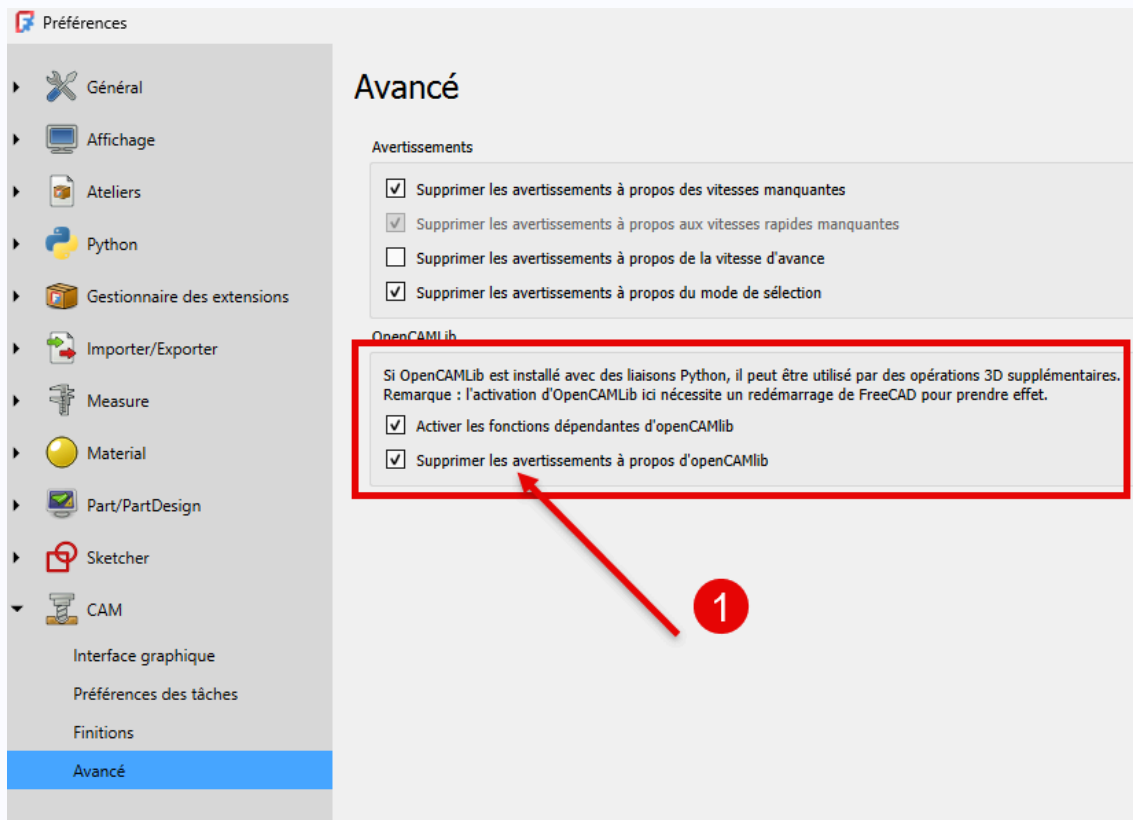 Préférences
Général
Affichage
Ateliers
Python
Gestionnaire des extensions
Importer/Exporter
Measure
Material
Part/PartDesign
Sketcher
CAM
Interface graphique
Préférences des tâches
Finitions
Avancé
Avancé
Avertissements
Supprimer les avertissements à propos des vitesses manquantes
Supprimer les avertissements à propos aux vitesses rapides manquantes
Supprimer les avertissements à propos de la vitesse d'avance
Supprimer les avertissements à propos du mode de sélection
OpenCAMLib
Si OpenCAMLib est installé avec des liaisons Python, il peut être utilisé par des opérations 3D supplémentaires.
Remarque : l'activation d'OpenCAMLib ici nécessite un redémarrage de FreeCAD pour prendre effet.
Activer les fonctions dépendantes d'openCAMlib
Supprimer les avertissements à propos d'openCAMlib
1